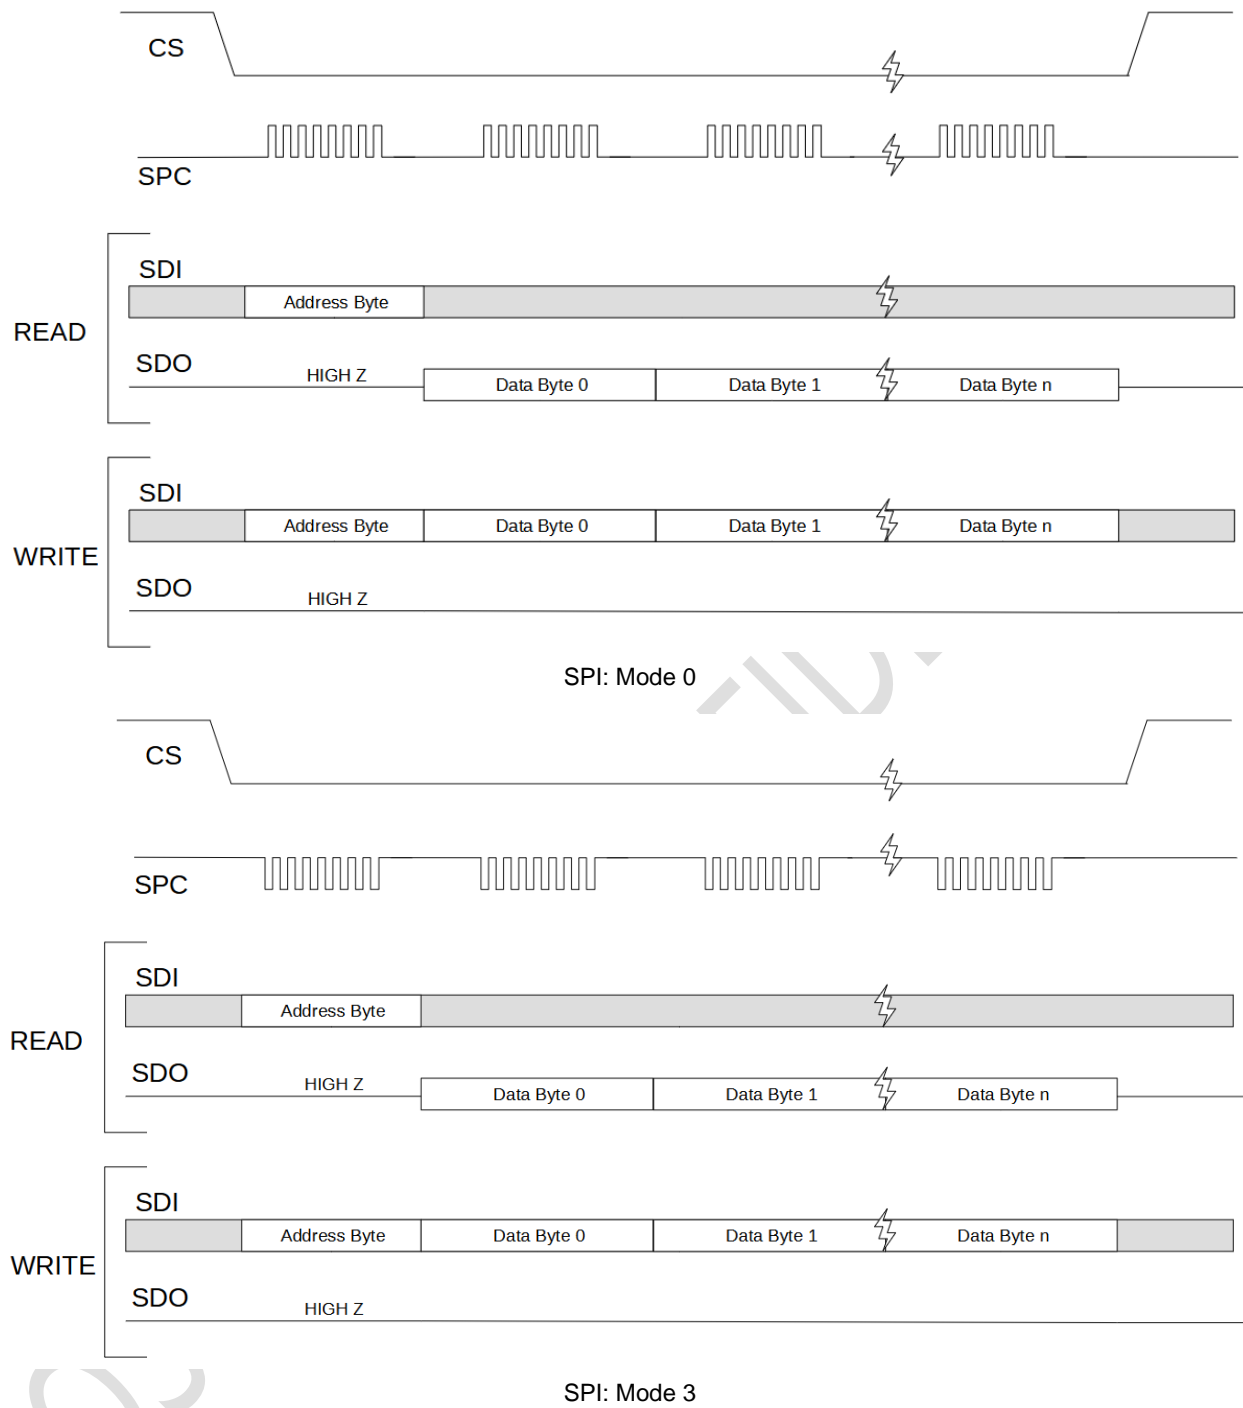 CS
SPC
READ
SDI
Address Byte
SDO
HIGH Z
Data Byte 0
Data Byte 1
Data Byte n
WRITE
SDI
Address Byte
Data Byte 0
Data Byte 1
Data Byte n
SDO
HIGH Z
SPI: Mode 0
CS
SPC
READ
SDI
Address Byte
SDO
HIGH Z
Data Byte 0
Data Byte 1
Data Byte n
WRITE
SDI
Address Byte
Data Byte 0
Data Byte 1
Data Byte n
SDO
HIGH Z
SPI: Mode 3